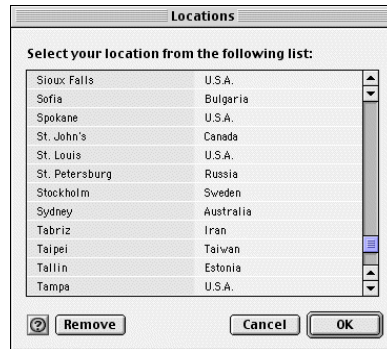 Locations
Select your location from the following list:
Sioux Falls U.S.A.
Sofia Bulgaria
Spokane U.S.A.
St. John's Canada
St. Louis U.S.A.
St. Petersburg Russia
Stockholm Sweden
Sydney Australia
Tabriz Iran
Taipei Taiwan
Tallin Estonia
Tampa U.S.A.
? Remove Cancel OK